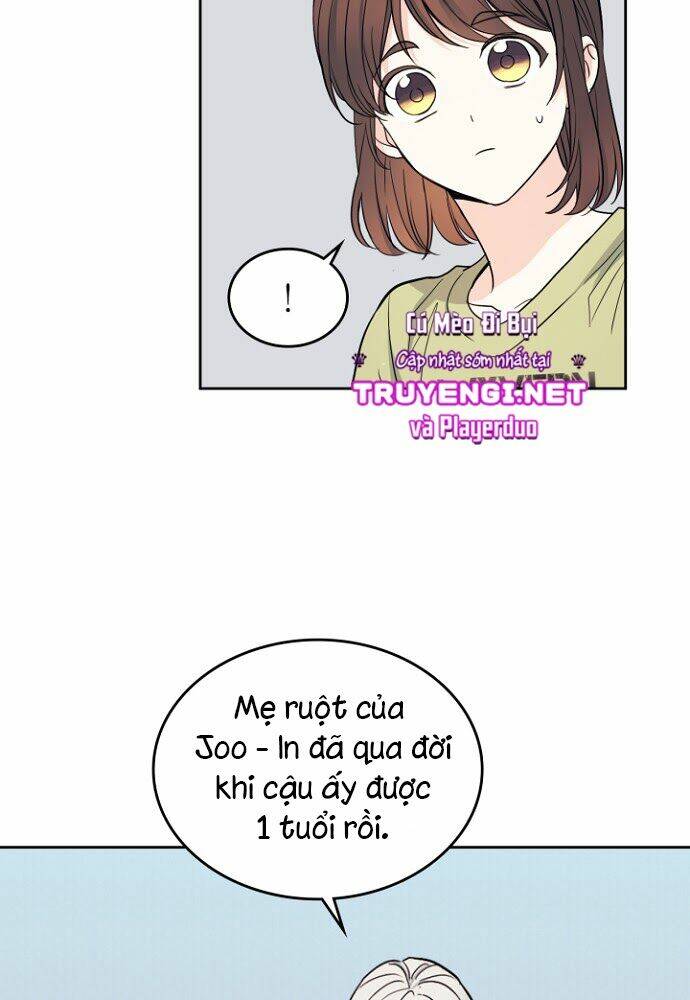 !
Cú Mèo Đi Bụi
Cập nhật sớm nhất tại
TRUYENGI.NET
và Playerduo
Mẹ ruột của
Joo - In đã qua đời
khi cậu ấy được
1 tuổi rồi.